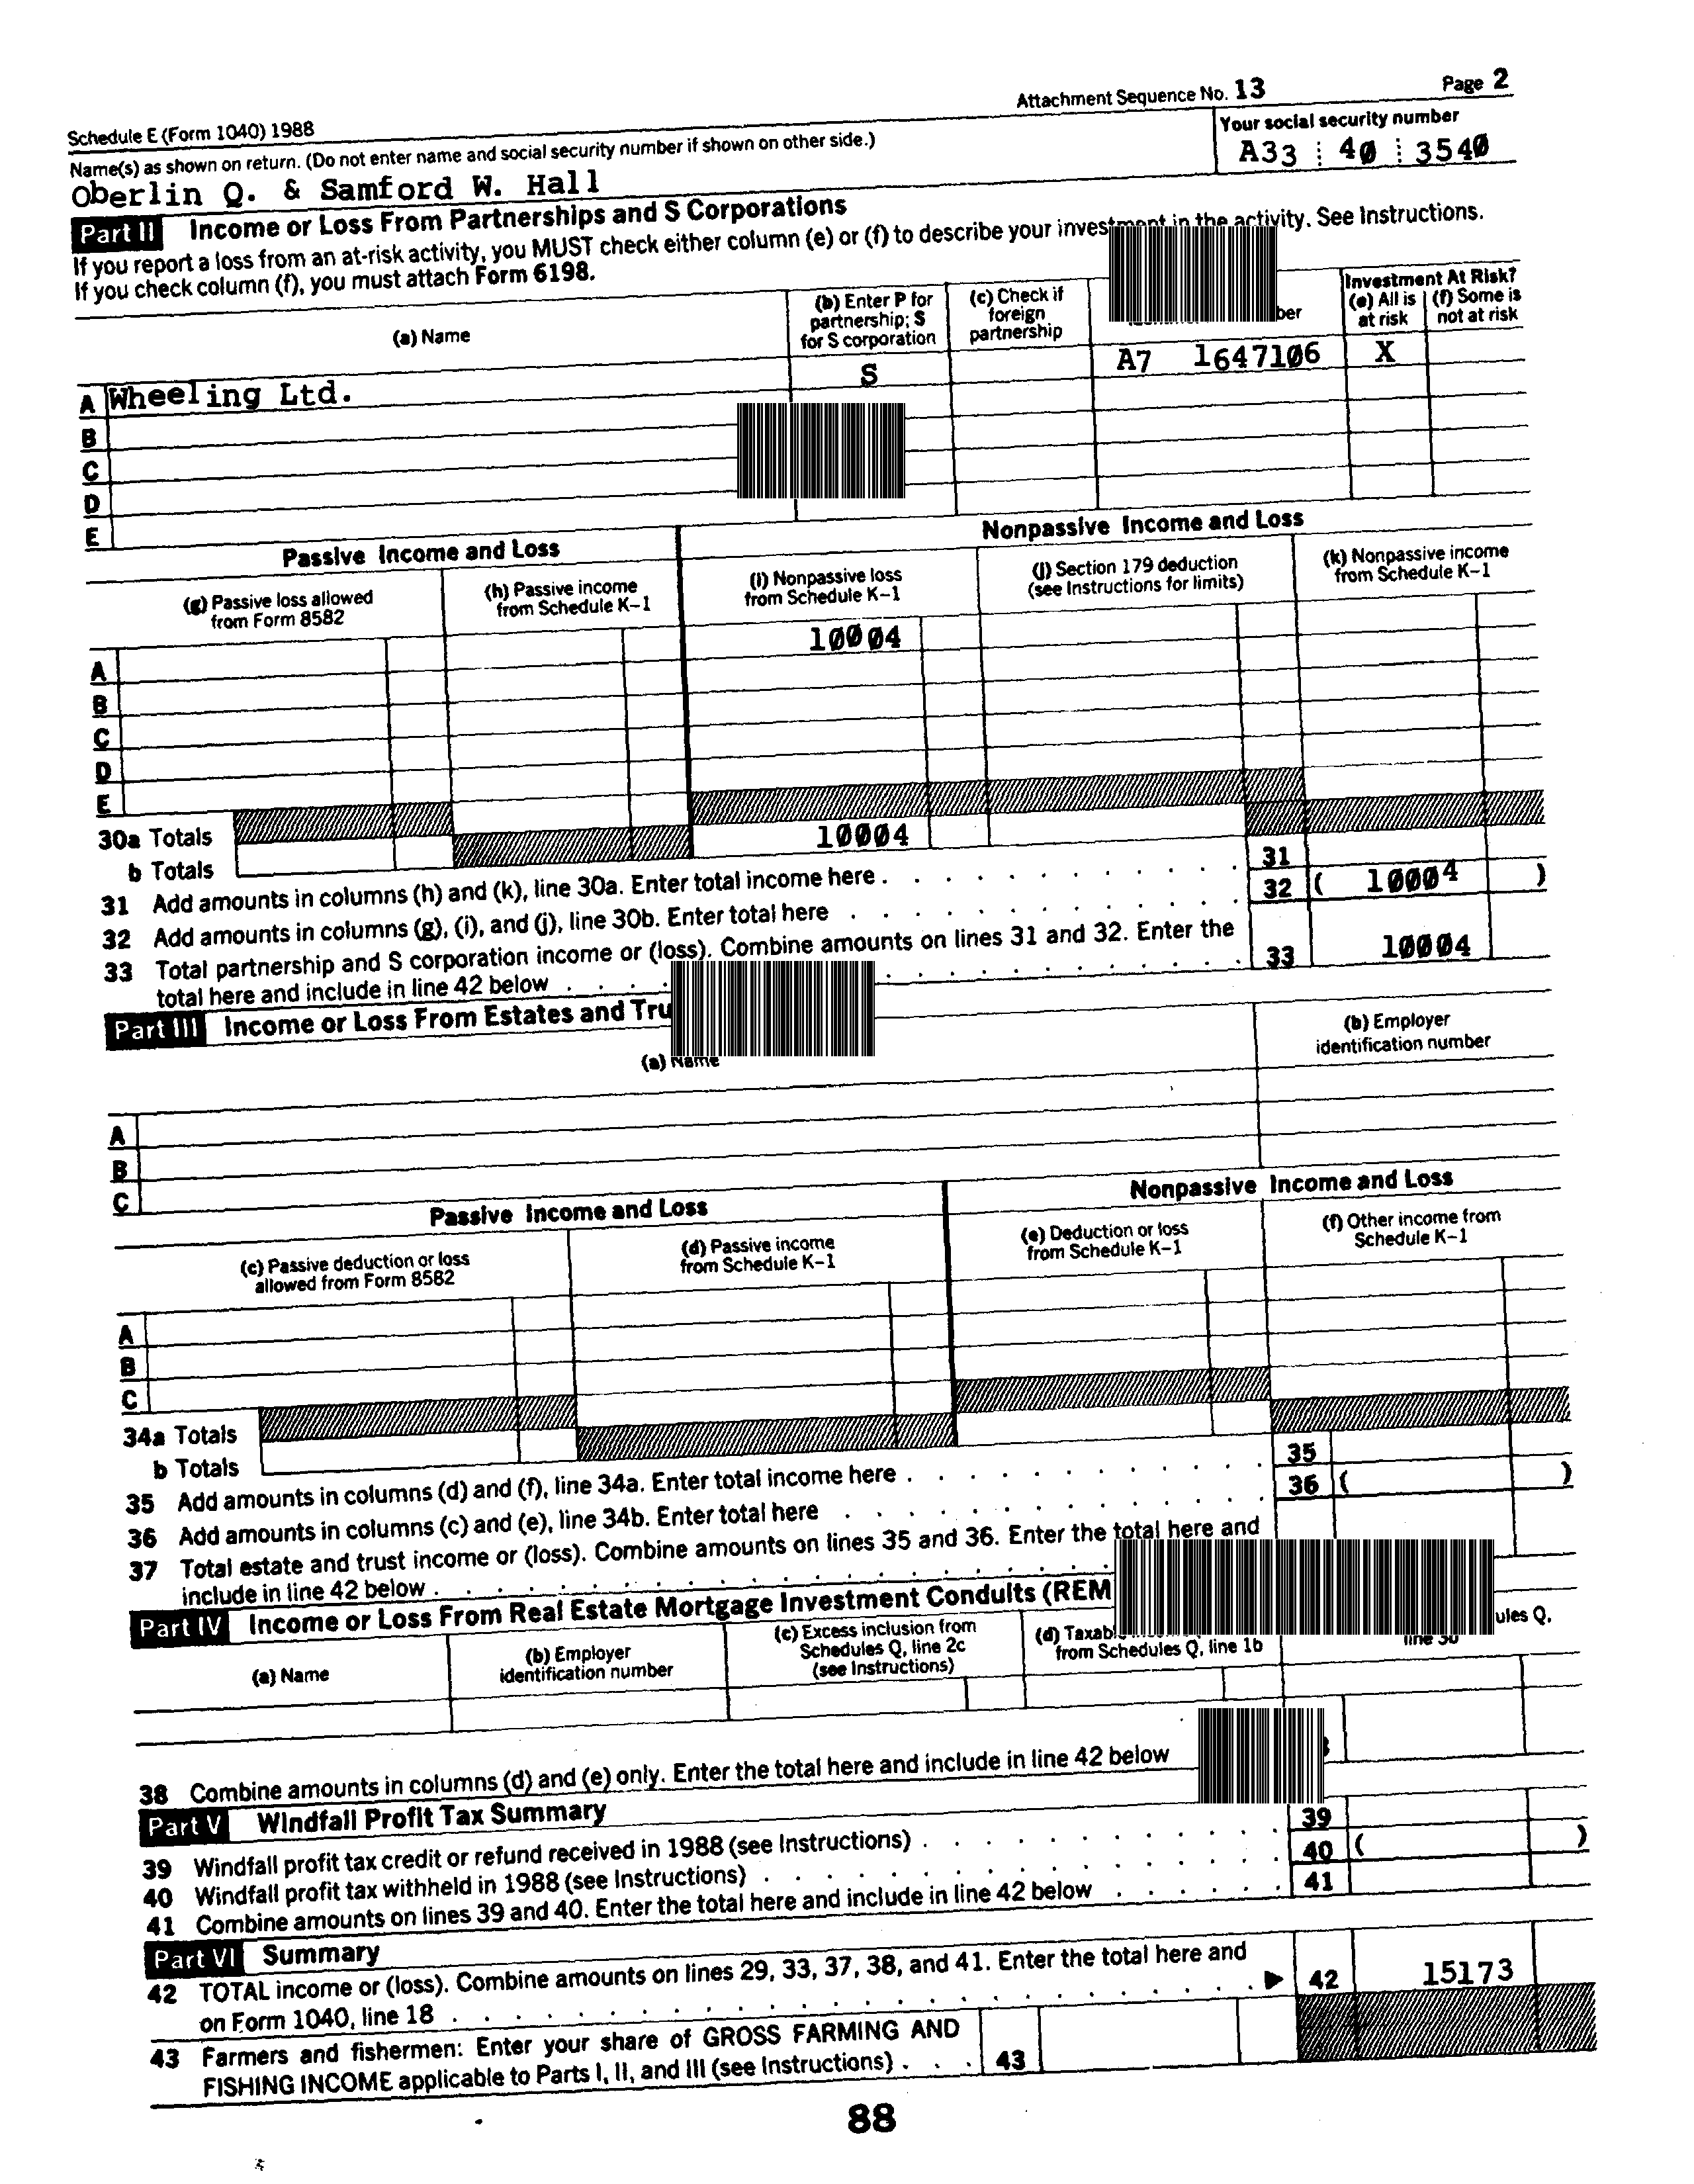 Attachment Sequence No. 13 Page 2
Schedule E (Form 1040) 1988
Name(s) as shown on return. (Do not enter name and social security number if shown on other side.)
Your social security number
Oberlin Q. & Samford W. Hall
A33 40 3540
Part II Income or Loss From Partnerships and S Corporations
If you report a loss from an at-risk activity, you MUST check either column (e) or (f) to describe your investment in the activity. See Instructions.
If you check column (f), you must attach Form 6198.
(a) Name
(b) Enter P for
partnership; S
for S corporation
(c) Check if
foreign
partnership
Investment At Risk?
(e) All is
at risk
(f) Some is
not at risk
A Wheeling Ltd. S A7 1647106 X
B
C
D
E
Passive Income and Loss
Nonpassive Income and Loss
(g) Passive loss allowed
from Form 8582
(h) Passive income
from Schedule K–1
(i) Nonpassive loss
from Schedule K–1
(j) Section 179 deduction
(see Instructions for limits)
(k) Nonpassive income
from Schedule K–1
A 10004
B
C
D
E
30a Totals
b Totals 10004
31 Add amounts in columns (h) and (k), line 30a. Enter total income here . . . . . . . . . . . 31
32 Add amounts in columns (g), (i), and (j), line 30b. Enter total here . . . . . . . . . . . . 32 ( 10004 )
33 Total partnership and S corporation income or (loss). Combine amounts on lines 31 and 32. Enter the
total here and include in line 42 below . . . . . . . . . . . . . . . 33 10004
Part III Income or Loss From Estates and
(a) Name
(b) Employer
identification number
A
B
C
Passive Income and Loss
Nonpassive Income and Loss
(c) Passive deduction or loss
allowed from Form 8582
(d) Passive income
from Schedule K–1
(e) Deduction or loss
from Schedule K–1
(f) Other income from
Schedule K–1
A
B
C
34a Totals
b Totals
35 Add amounts in columns (d) and (f), line 34a. Enter total income here . . . . . . . . . . . 35
36 Add amounts in columns (c) and (e), line 34b. Enter total here . . . . . . . . . . . . 36 ( )
37 Total estate and trust income or (loss). Combine amounts on lines 35 and 36. Enter the total here and
include in line 42 below . . . . . . . . . . . . . . .
Part IV Income or Loss From Real Estate Mortgage Investment Conduits
(a) Name
(b) Employer
identification number
(c) Excess inclusion from
Schedules Q, line 2c
(see Instructions)
(d)
from Schedules Q, line 1b
Q,
38 Combine amounts in columns (d) and (e) only. Enter the total here and include in line 42 below
Part V Windfall Profit Tax Summary
39 Windfall profit tax credit or refund received in 1988 (see Instructions) . . . . . . . . . . . 39
40 Windfall profit tax withheld in 1988 (see Instructions) . . . . . . . . . . . . . . . 40 ( )
41 Combine amounts on lines 39 and 40. Enter the total here and include in line 42 below . . . . . . 41
Part VI Summary
42 TOTAL income or (loss). Combine amounts on lines 29, 33, 37, 38, and 41. Enter the total here and
on Form 1040, line 18 . . . . . . . . . . . . . . . . . . . . . ▶ 42 15173
43 Farmers and fishermen: Enter your share of GROSS FARMING AND
FISHING INCOME applicable to Parts I, II, and III (see Instructions) . . . 43
88